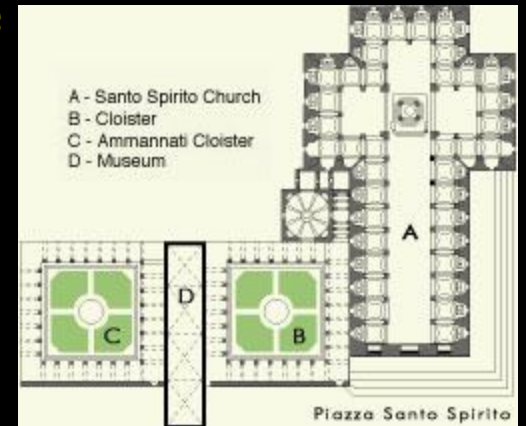 A - Santo Spirito Church
B - Cloister
C - Ammannati Cloister
D - Museum
A
D
C
B
Piazza Santo Spirito